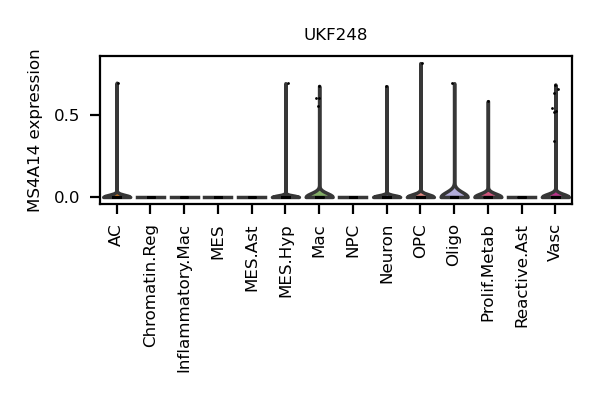 UKF248
MS4A14 expression
0.5
0.0
AC
Chromatin.Reg
Inflammatory.Mac
MES
MES.Ast
MES.Hyp
Mac
NPC
Neuron
OPC
Oligo
Prolif.Metab
Reactive.Ast
Vasc